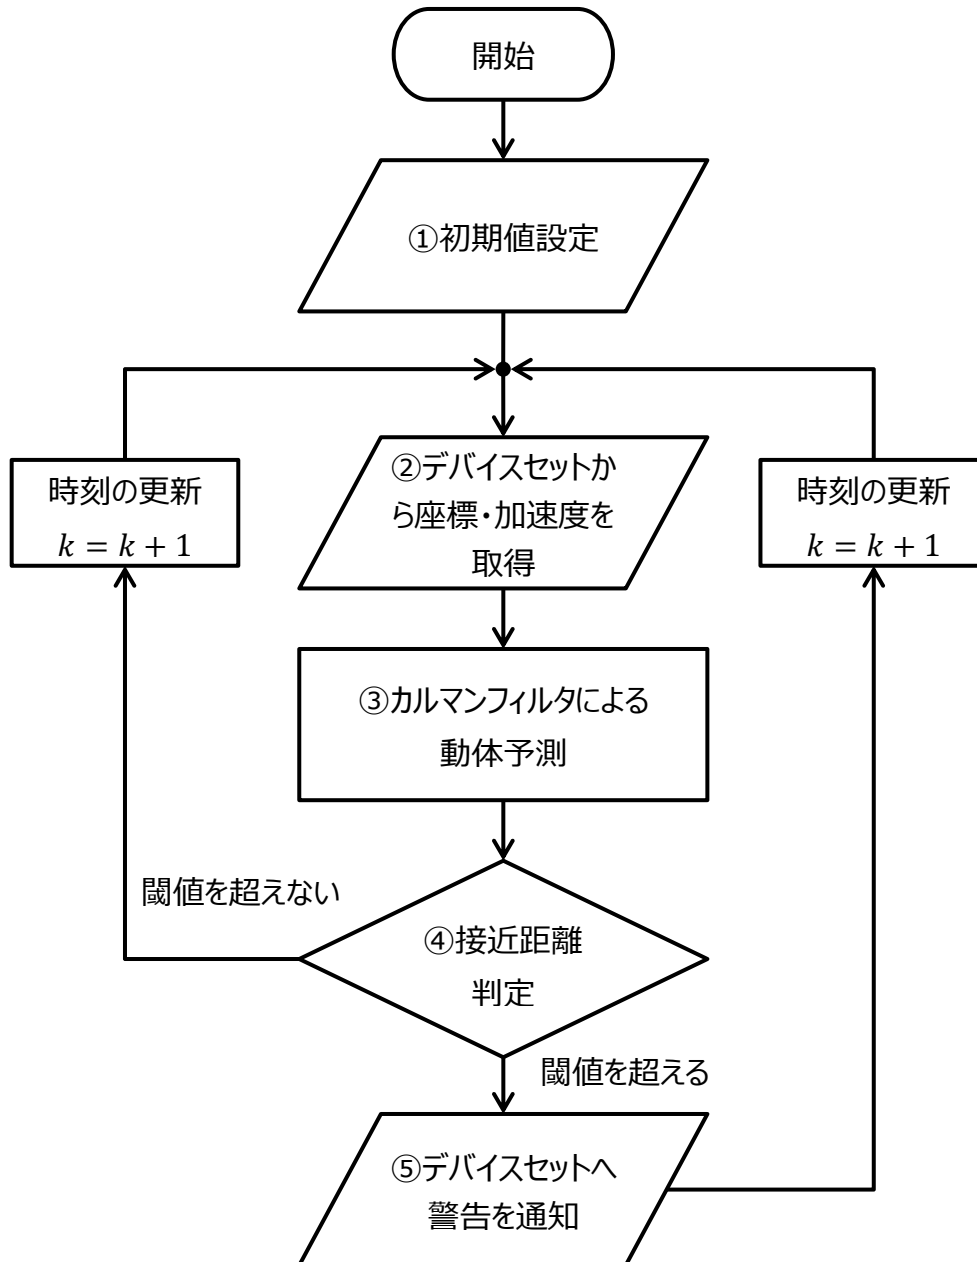 開始
①初期値設定
②デバイスセットか
ら座標・加速度を
取得
時刻の更新
k = k + 1
時刻の更新
k = k + 1
③カルマンフィルタによる
動体予測
閾値を超えない
④接近距離
判定
閾値を超える
⑤デバイスセットへ
警告を通知